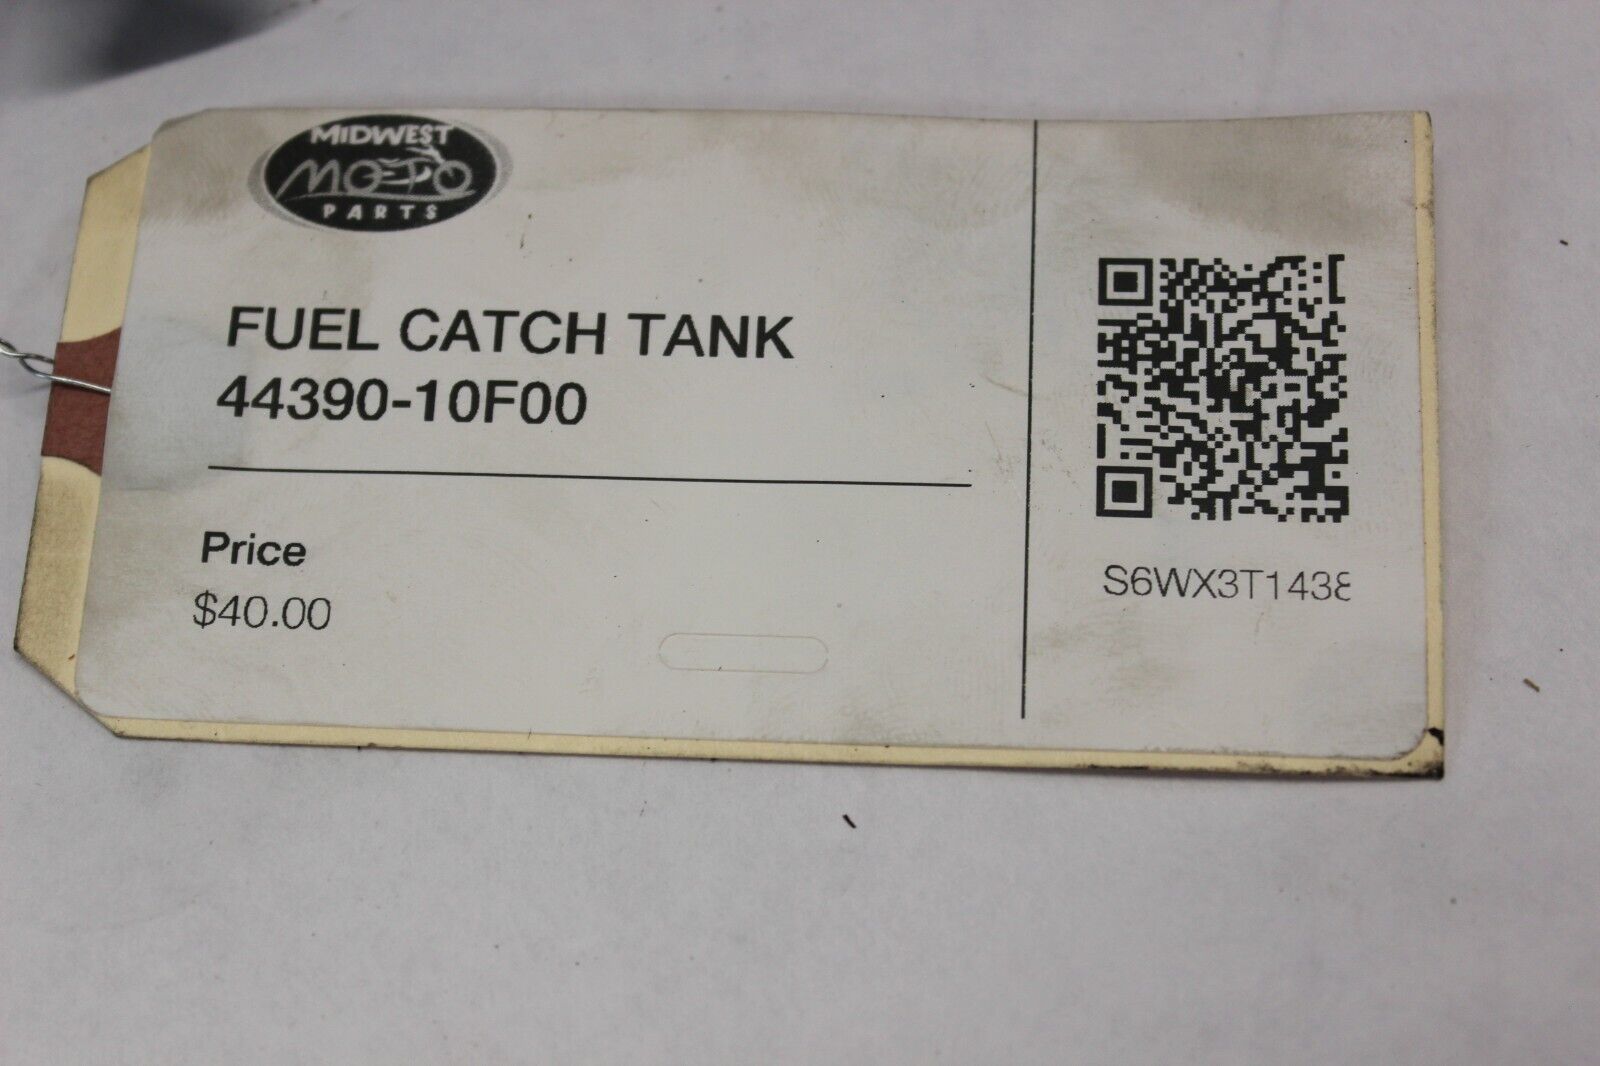 MIDWEST
MOTO
PARTS
FUEL CATCH TANK
44390-10F00
Price
$40.00
S6WX3T1438